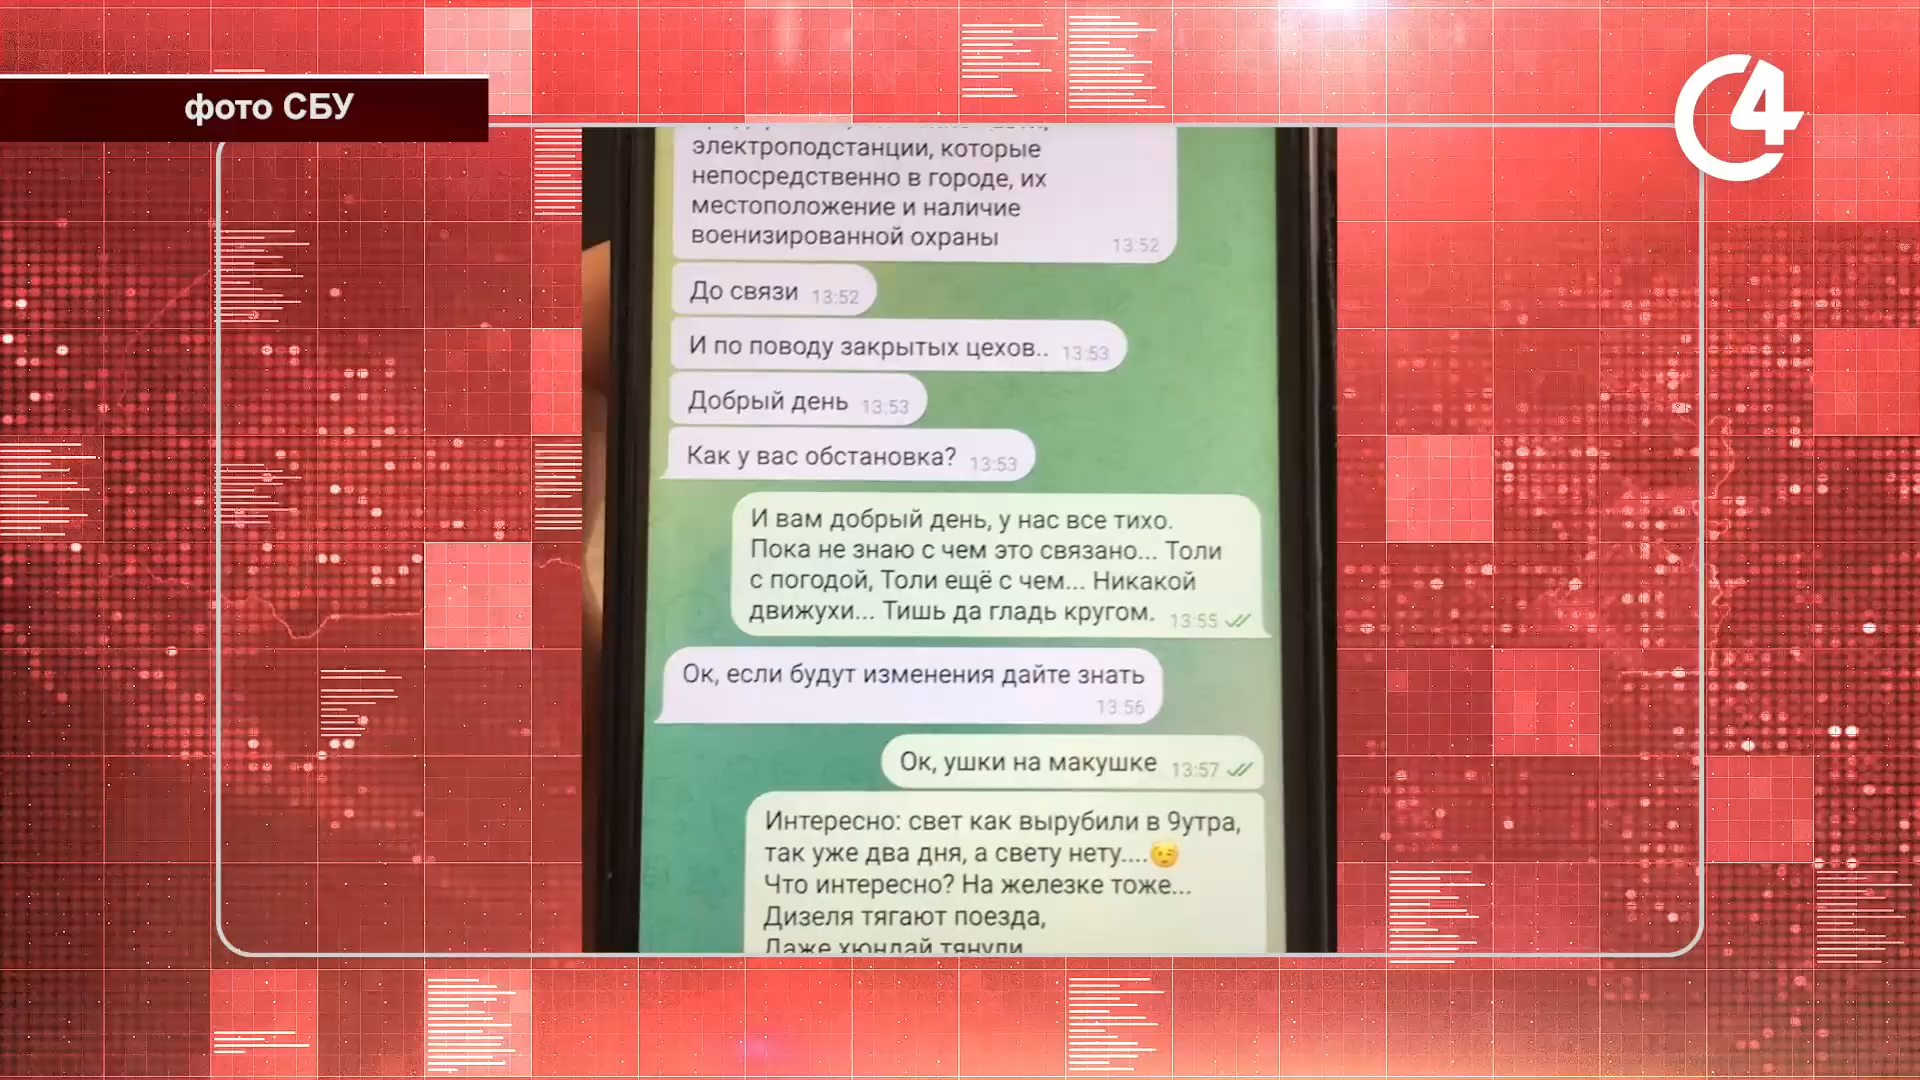 фото СБУ
C4
электроподстанции, которые
непосредственно в городе, их
местоположение и наличие
военизированной охраны 13:52
До связи 13:52
И по поводу закрытых цехов.. 13:53
Добрый день 13:53
Как у вас обстановка? 13:53
И вам добрый день, у нас все тихо.
Пока не знаю с чем это связано... Толи
с погодой, Толи ещё с чем... Никакой
движухи... Тишь да гладь кругом. 13:55
Ок, если будут изменения дайте знать
13:56
Ок, ушки на макушке 13:57
Интересно: свет как вырубили в 9утра,
так уже два дня, а свету нету....😉
Что интересно? На железке тоже...
Дизеля тягают поезда,
Даже хюндай тянули